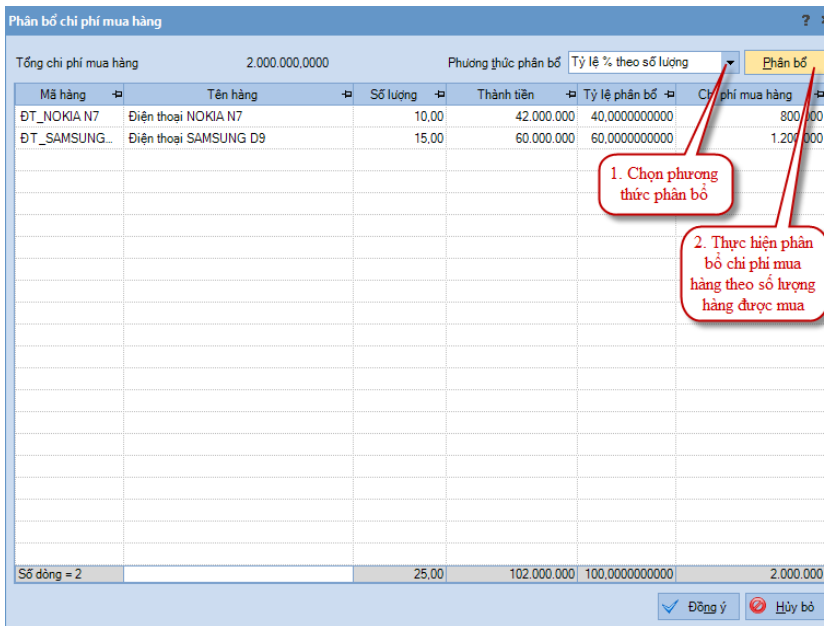 Phân bổ chi phí mua hàng ?
Tổng chi phí mua hàng 2.000.000,0000 Phương thức phân bổ Tỷ lệ % theo số lượng Phân bổ
Mã hàng Tên hàng Số lượng Thành tiền Tỷ lệ phân bổ Chi phí mua hàng
ĐT_NOKIA N7 Điện thoại NOKIA N7 10,00 42.000.000 40,0000000000 800.000
ĐT_SAMSUNG... Điện thoại SAMSUNG D9 15,00 60.000.000 60,0000000000 1.200.000
1. Chọn phương
thức phân bổ
2. Thực hiện phân
bổ chi phí mua
hàng theo số lượng
hàng được mua
Số dòng = 2 25,00 102.000.000 100,0000000000 2.000.000
Đồng ý Hủy bỏ